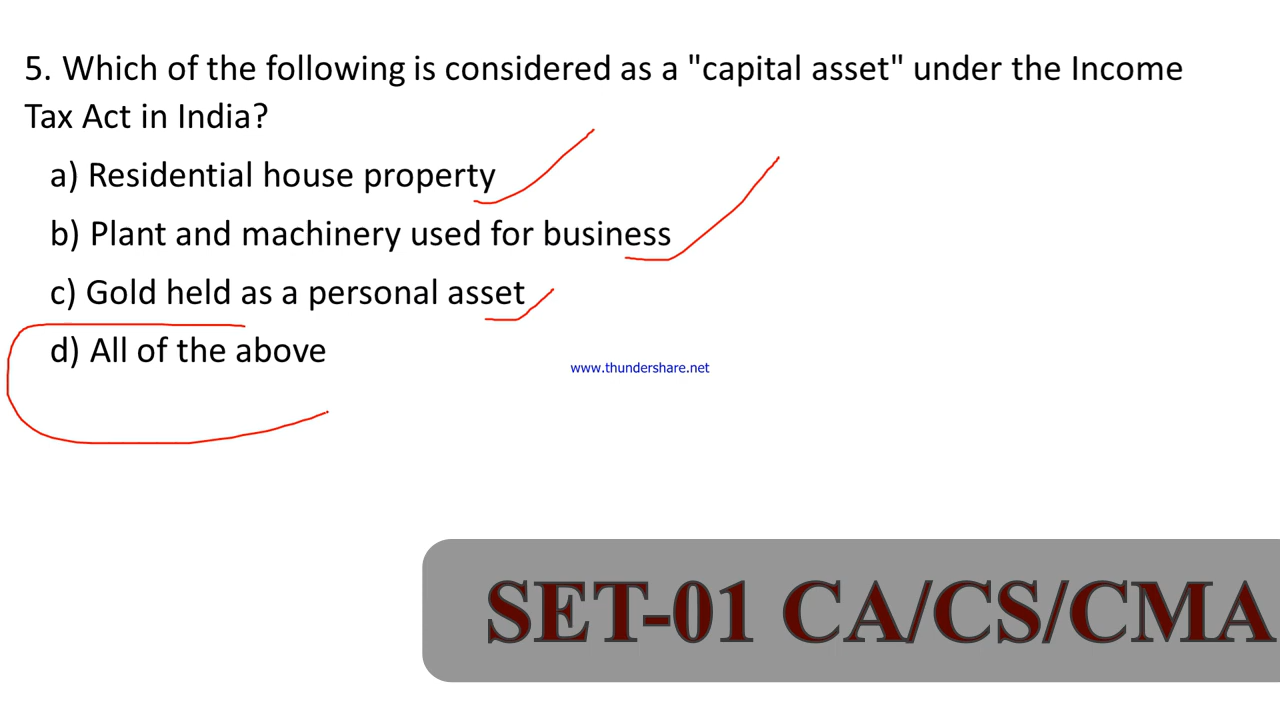 5. Which of the following is considered as a "capital asset" under the Income
Tax Act in India?
a) Residential house property
b) Plant and machinery used for business
c) Gold held as a personal asset
d) All of the above
www.thundershare.net
SET-01 CA/CS/CMA